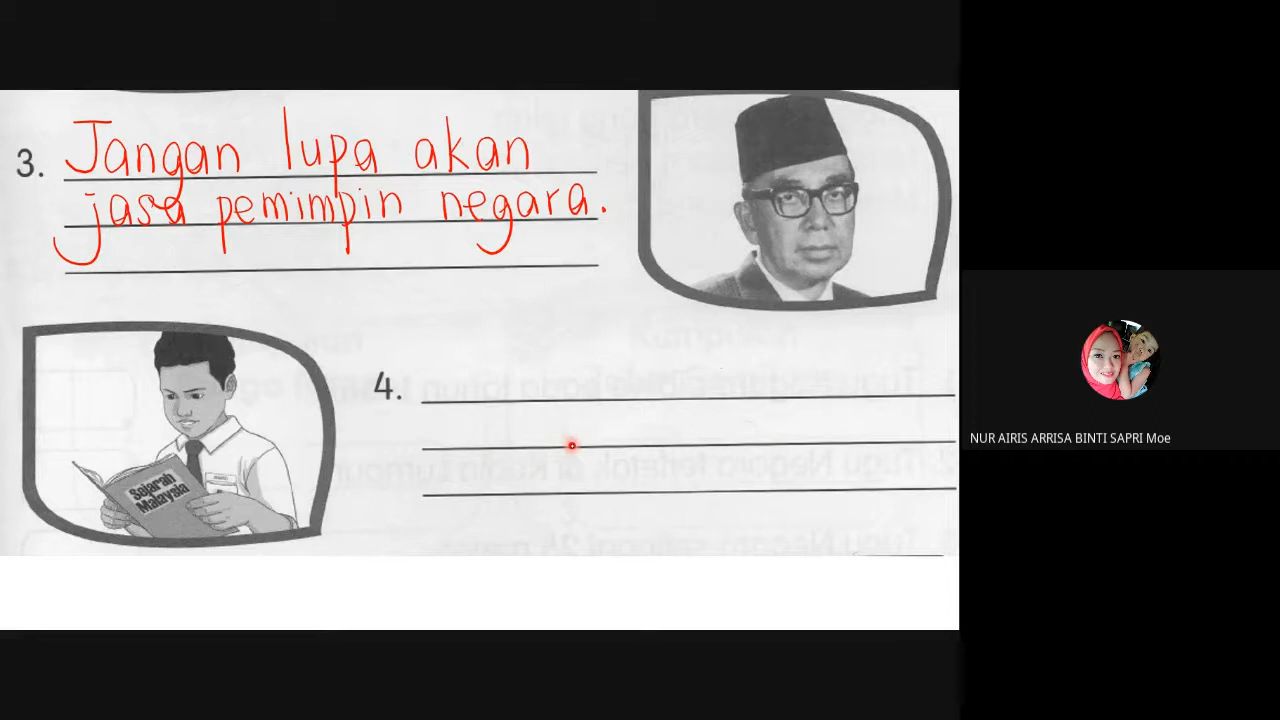 3. Jangan lupa akan
jasa pemimpin negara.
Sejarah
Malaysia
4.
NUR AIRIS ARRISA BINTI SAPRI Moe